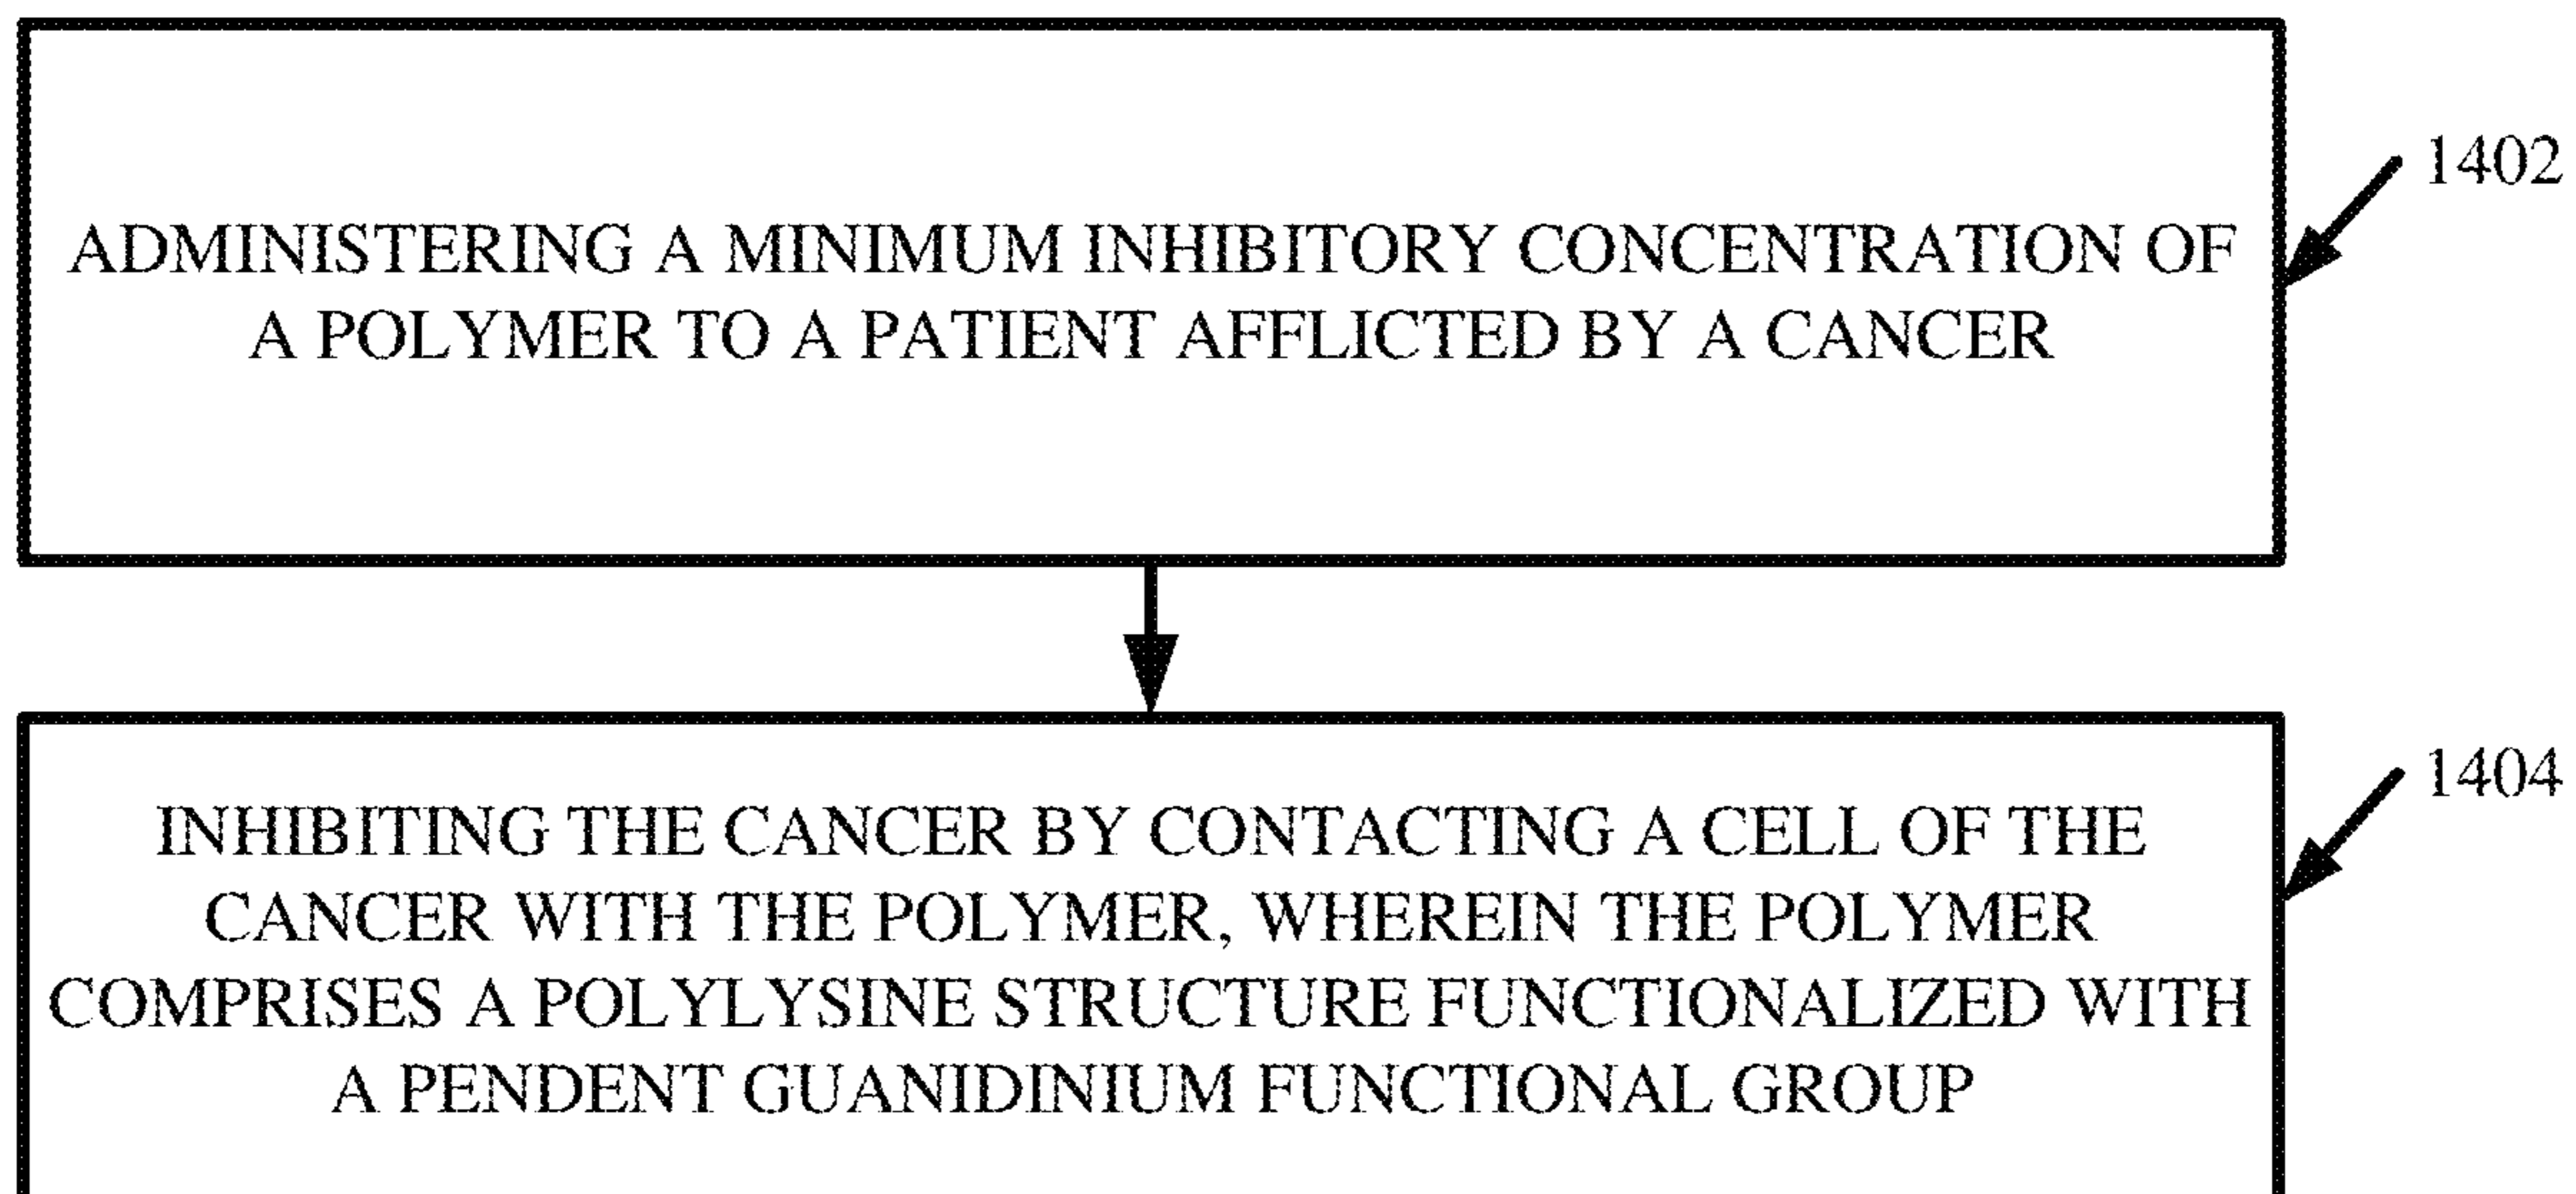 1402
ADMINISTERING A MINIMUM INHIBITORY CONCENTRATION OF
A POLYMER TO A PATIENT AFFLICTED BY A CANCER
1404
INHIBITING THE CANCER BY CONTACTING A CELL OF THE
CANCER WITH THE POLYMER, WHEREIN THE POLYMER
COMPRISES A POLYLYSINE STRUCTURE FUNCTIONALIZED WITH
A PENDENT GUANIDINIUM FUNCTIONAL GROUP